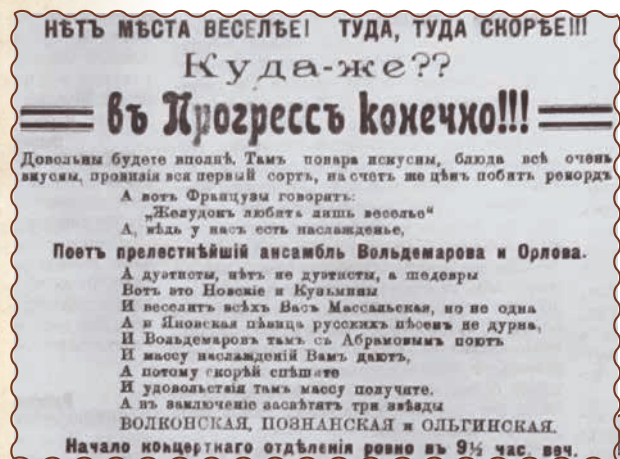 НѢТЪ МѢСТА ВЕСЕЛѢЕ! ТУДА, ТУДА СКОРѢЕ!!!
Куда-же??
въ Прогрессъ конечно!!!
Довольны будете вполнѣ. Тамъ повара искусны, блюда всѣ очень
вкусны, провизія вся первый сортъ, на счетъ же цѣнъ побитъ рекордъ
А вотъ Французы говорятъ:
„Желудокъ любитъ лишь веселье“
А, вѣдь у насъ есть наслажденье,
Поетъ прелестнѣйшій ансамбль Вольдемарова и Орлова.
А дуэтисты, нѣтъ не дуэтисты, а шедевры
Вотъ это Новскіе и Кузьмины
И веселитъ всѣхъ Васъ Массальская, но не одна
А и Яновская пѣвица русскихъ пѣсенъ не дурна,
И Вольдемаровъ тамъ съ Абрамовымъ поютъ
И массу наслажденій Вамъ даютъ,
А потому скорѣй спѣшите
И удовольствія тамъ массу получите.
А въ заключеніе засвѣтятъ три звѣзды
ВОЛКОНСКАЯ, ПОЗНАНСКАЯ и ОЛЬГИНСКАЯ.
Начало концертнаго отдѣленія ровно въ 9½ час. веч.